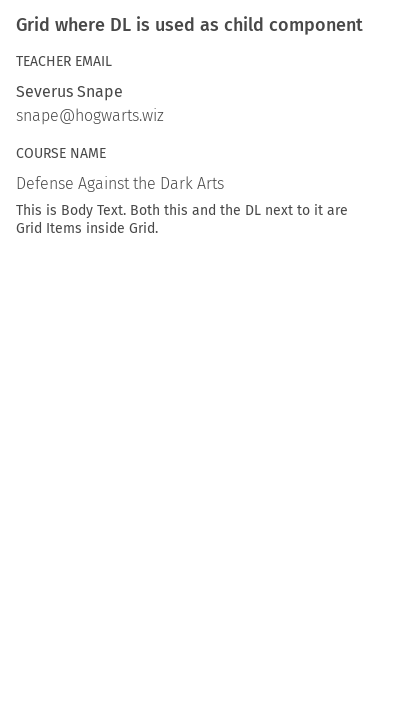 Grid where DL is used as child component
TEACHER EMAIL
Severus Snape
snape@hogwarts.wiz
COURSE NAME
Defense Against the Dark Arts
This is Body Text. Both this and the DL next to it are
Grid Items inside Grid.